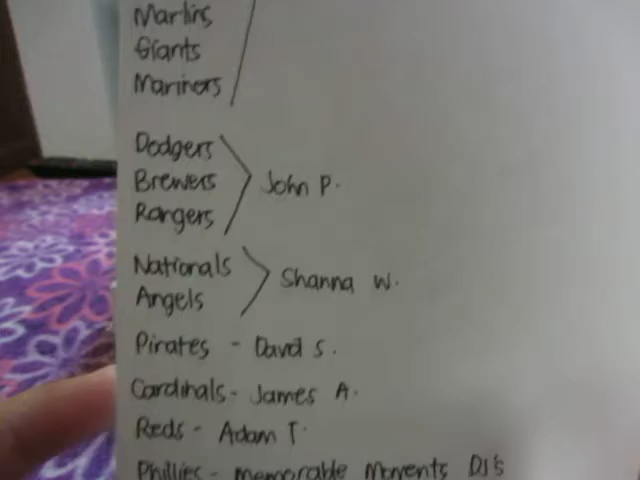 Marlins
Giants
Mariners
Dodgers
Brewers
Rangers
John P.
Nationals
Angels
Shanna W.
Pirates - David S.
Cardinals - James A.
Reds - Adam T.
Phillies - memorable Moments DJ's